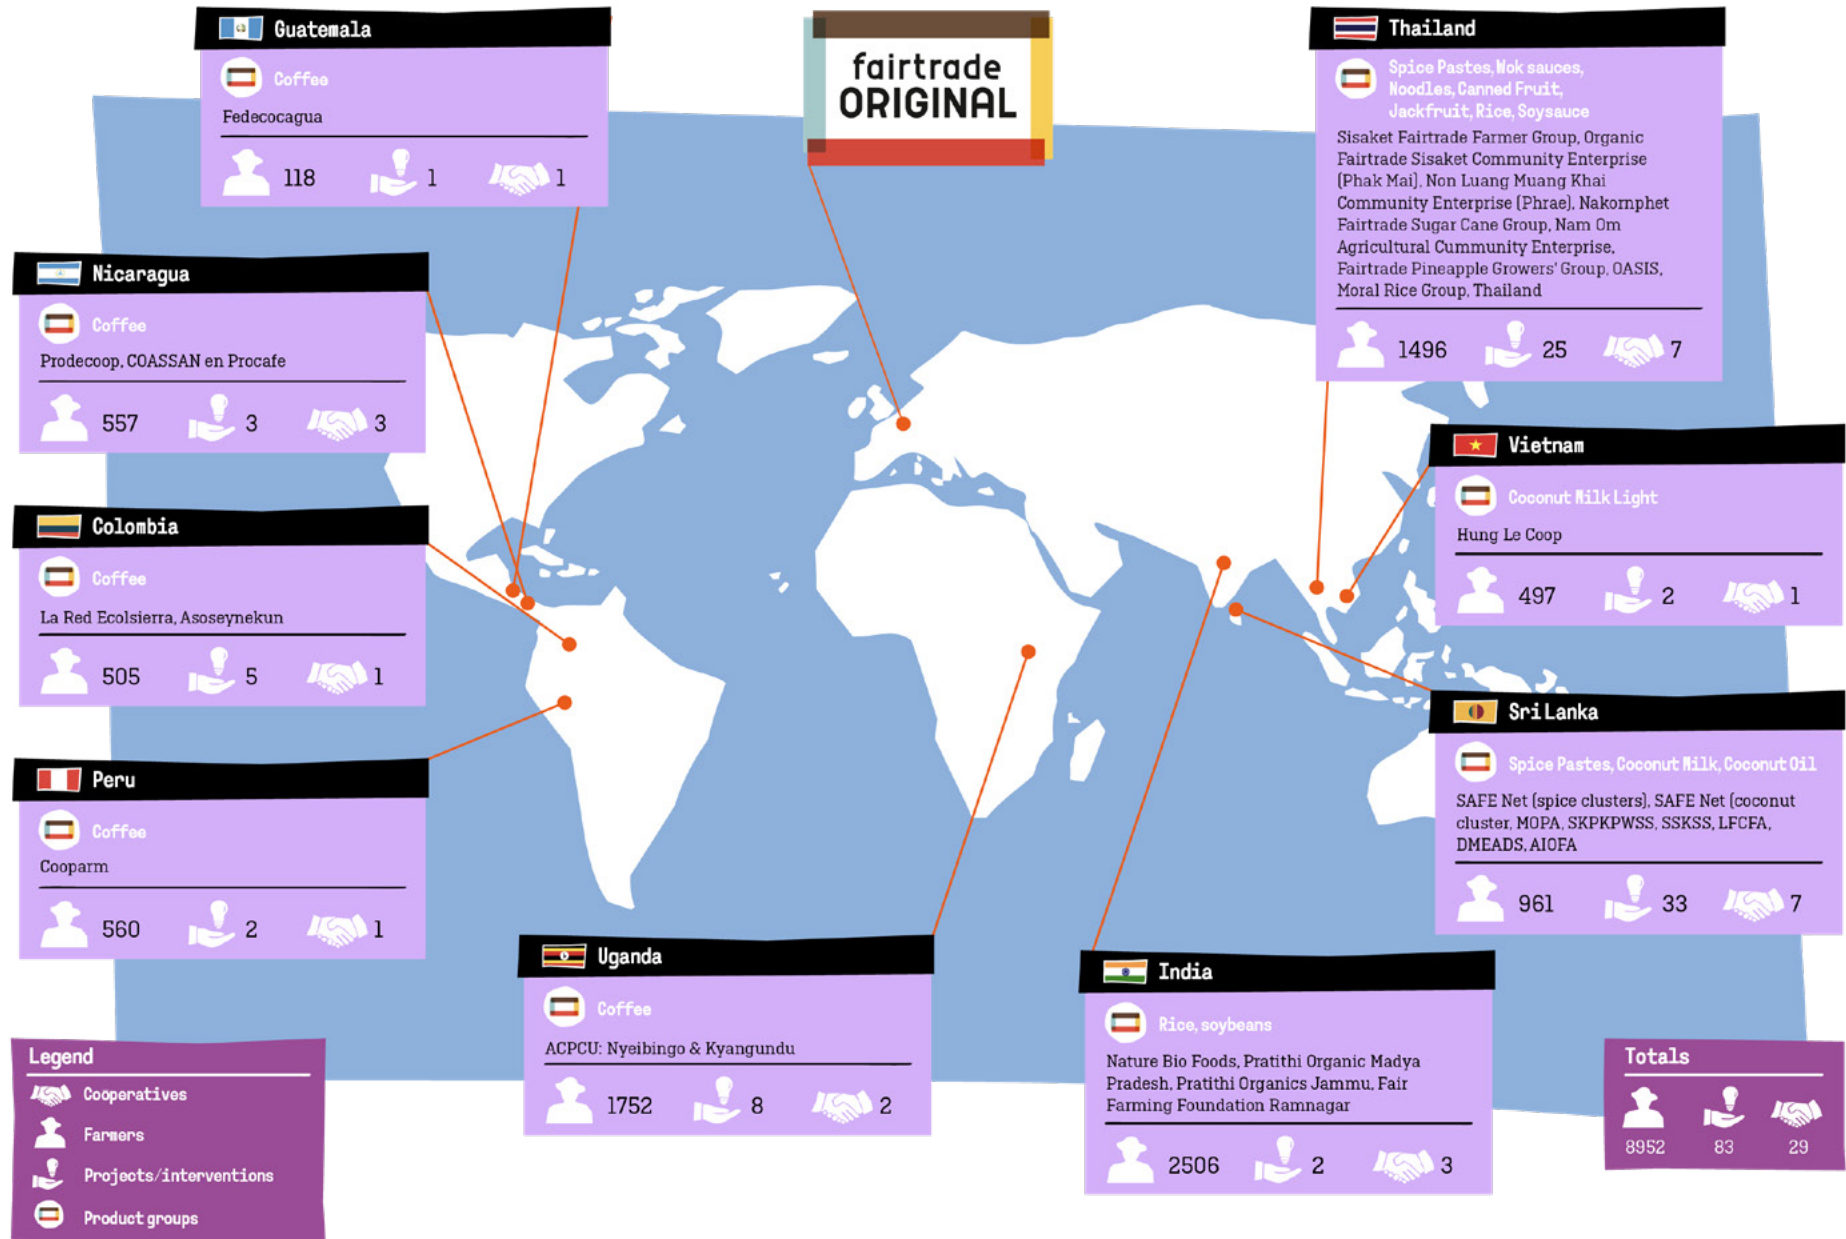 Guatemala
Coffee
Fedecocagua
118
1
1
fairtrade
ORIGINAL
Thailand
Spice Pastes, Wok sauces,
Noodles, Canned Fruit,
Jackfruit, Rice, Soysauce
Sisaket Fairtrade Farmer Group, Organic
Fairtrade Sisaket Community Enterprise
(Phak Mai), Non Luang Muang Khai
Community Enterprise (Phrae), Nakornphet
Fairtrade Sugar Cane Group, Nam Om
Agricultural Cummunity Enterprise,
Fairtrade Pineapple Growers' Group, OASIS,
Moral Rice Group, Thailand
1496
25
7
Nicaragua
Coffee
Prodecoop, COASSAN en Procafe
557
3
3
Vietnam
Coconut Milk Light
Hung Le Coop
497
2
1
Colombia
Coffee
La Red Ecolsierra, Asoseynekun
505
5
1
Sri Lanka
Spice Pastes, Coconut Milk, Coconut Oil
SAFE Net (spice clusters), SAFE Net (coconut
cluster, MOPA, SKPKPWSS, SSKSS, LFCFA,
DMEADS, AIOFA
961
33
7
Peru
Coffee
Cooparm
560
2
1
Uganda
Coffee
ACPCU: Nyeibingo & Kyangundu
1752
8
2
India
Rice, soybeans
Nature Bio Foods, Pratithi Organic Madya
Pradesh, Pratithi Organics Jammu, Fair
Farming Foundation Ramnagar
2506
2
3
Legend
Cooperatives
Farmers
Projects/interventions
Product groups
Totals
8952
83
29